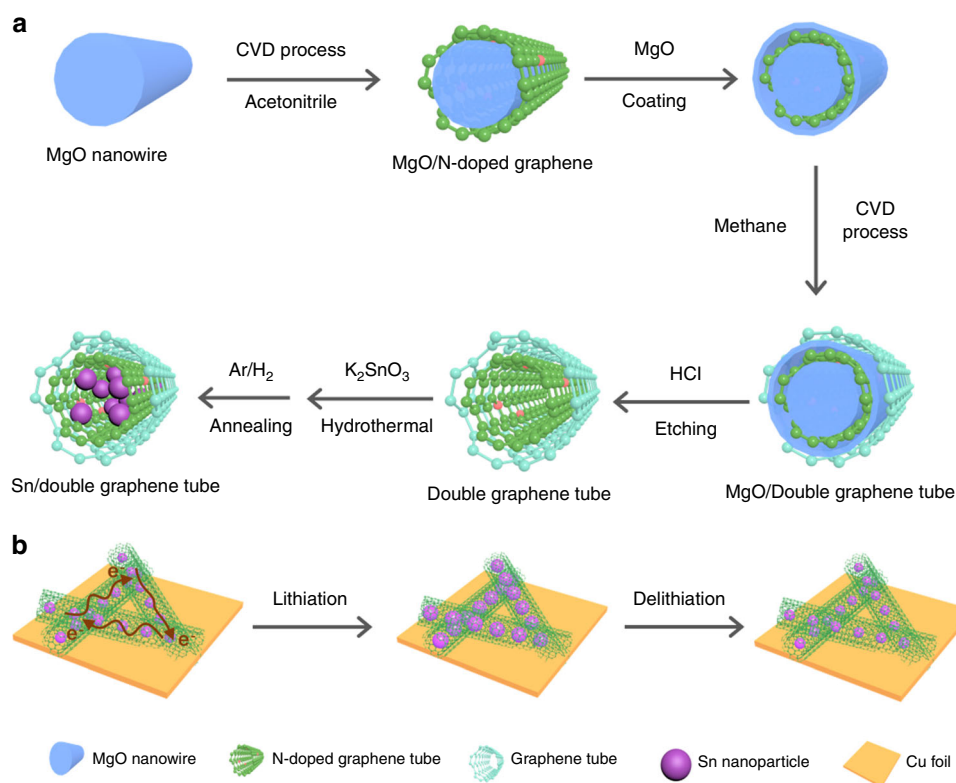 a
CVD process
Acetonitrile
MgO
Coating
MgO nanowire
MgO/N-doped graphene
Methane
CVD
process
Ar/H₂
Annealing
K₂SnO₃
Hydrothermal
HCl
Etching
Sn/double graphene tube
Double graphene tube
MgO/Double graphene tube
b
e⁻
e⁻
e⁻
Lithiation
Delithiation
MgO nanowire
N-doped graphene tube
Graphene tube
Sn nanoparticle
Cu foil